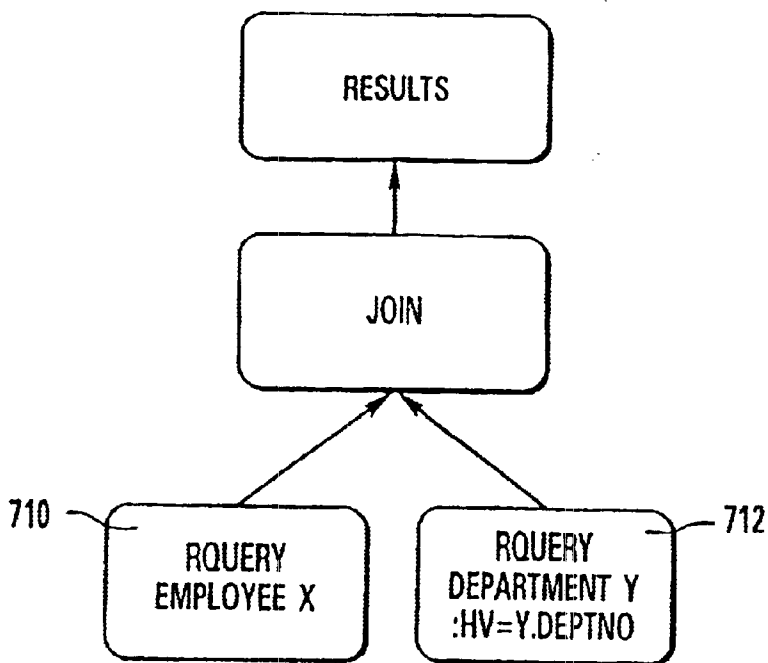 RESULTS
JOIN
710
RQUERY
EMPLOYEE X
RQUERY
DEPARTMENT Y
:HV=Y.DEPTNO
712